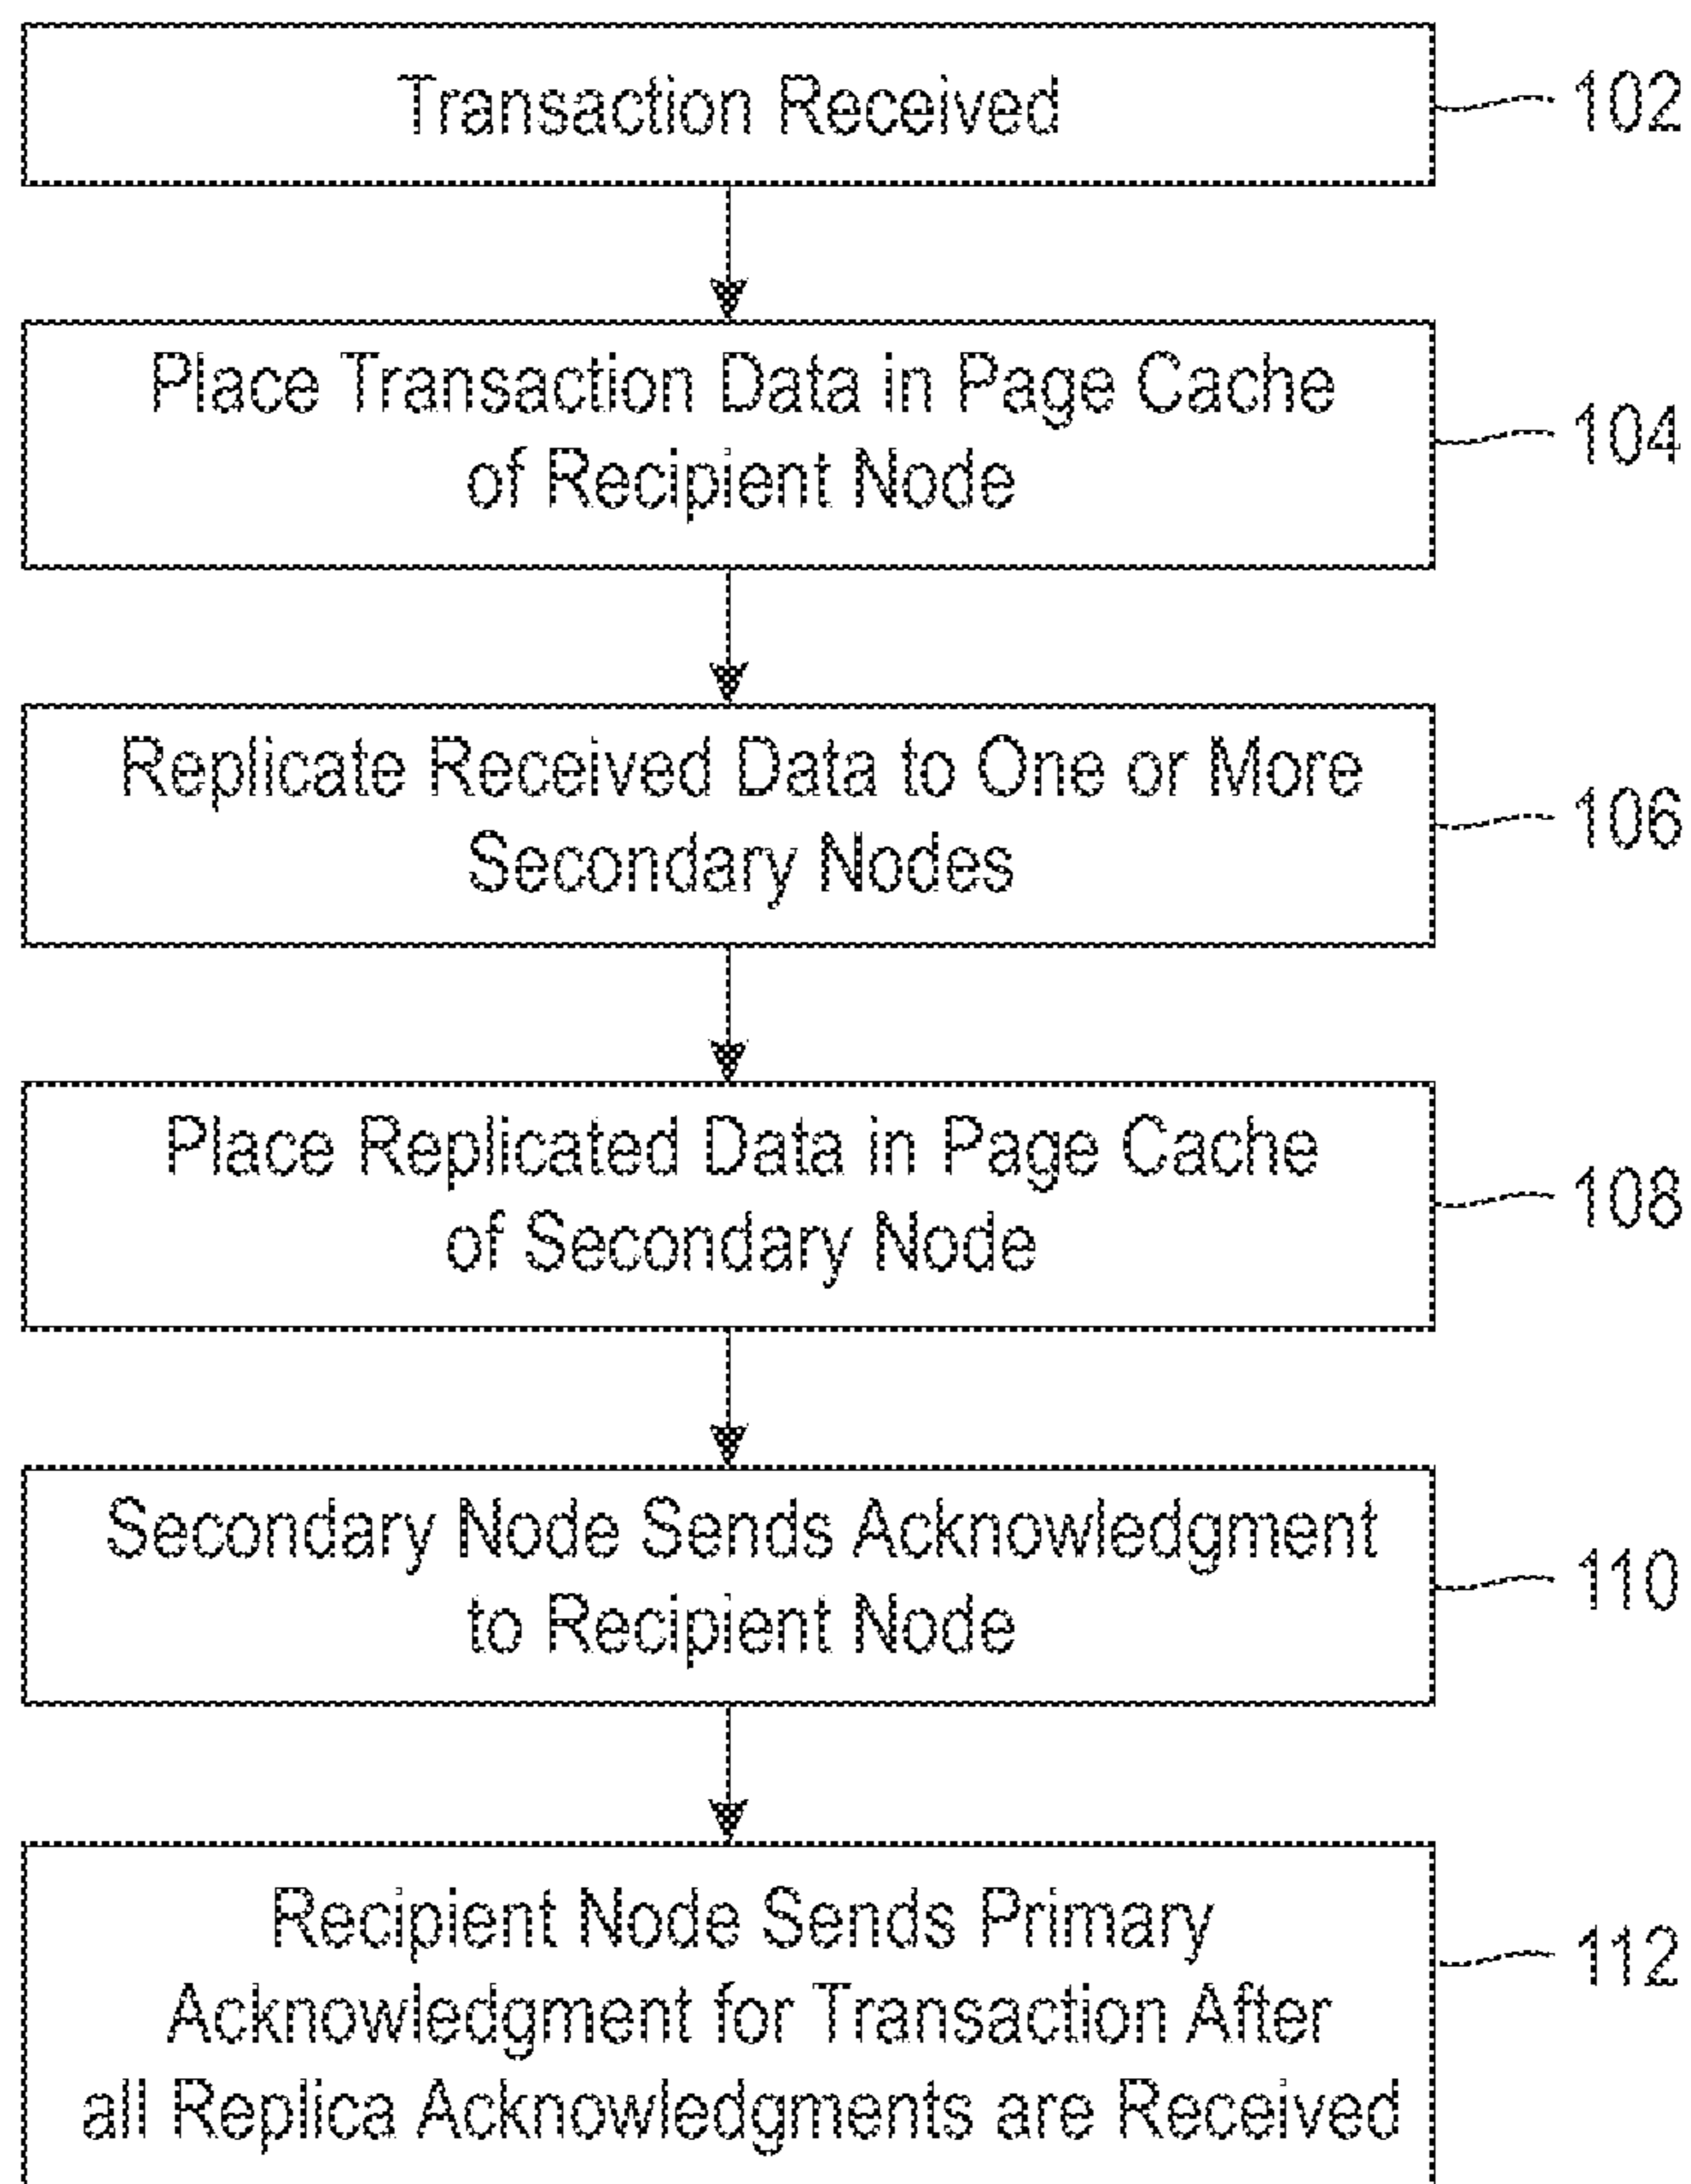 Transaction Received
102
Place Transaction Data in Page Cache
of Recipient Node
104
Replicate Received Data to One or More
Secondary Nodes
106
Place Replicated Data in Page Cache
of Secondary Node
108
Secondary Node Sends Acknowledgment
to Recipient Node
110
Recipient Node Sends Primary
Acknowledgment for Transaction After
all Replica Acknowledgments are Received
112